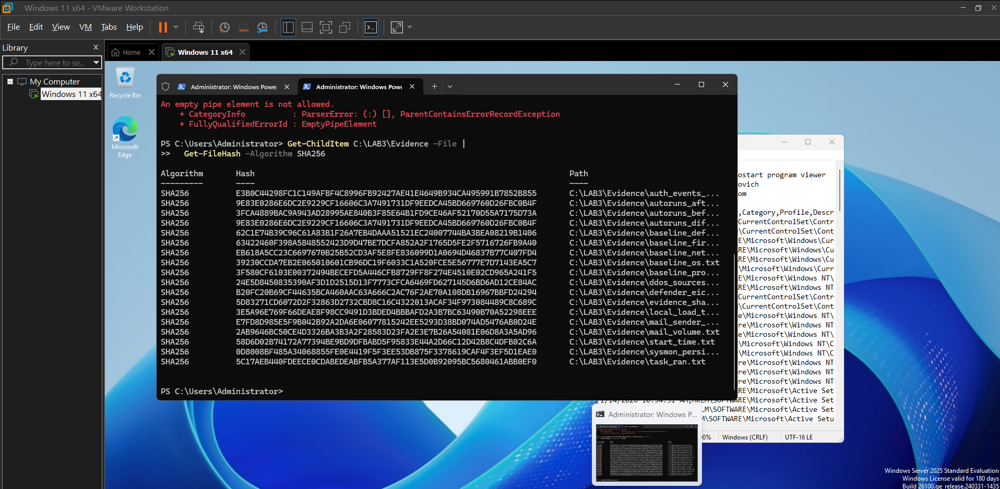 Windows 11 x64 - VMware Workstation
File Edit View VM Tabs Help
Library
Type here to se...
My Computer
Windows 11 x64
Home
Windows 11 x64
Recycle Bin
Microsoft
Edge
Administrator: Windows Power
Administrator: Windows Powe
An empty pipe element is not allowed.
+ CategoryInfo : ParserError: (:) [], ParentContainsErrorRecordException
+ FullyQualifiedErrorId : EmptyPipeElement
PS C:\Users\Administrator> Get-ChildItem C:\LAB3\Evidence -File |
>> Get-FileHash -Algorithm SHA256
Algorithm Hash Path
--------- ---- ----
SHA256 E3B0C44298FC1C149AFBF4C8996FB92427AE41E4649B934CA495991B7852B855 C:\LAB3\Evidence\auth_events_...
SHA256 9E83E0286E6DC2E9229CF16606C3A7491731DF9EEDCA45BD669760D26FBC0B4F C:\LAB3\Evidence\autoruns_aft...
SHA256 3FCA4889BAC9A943AD28995AE840B3F85E64B1FD9CE46AF52170D55A7175D73A C:\LAB3\Evidence\autoruns_bef...
SHA256 9E83E0286E6DC2E9229CF16606C3A7491731DF9EEDCA45BD669760D26FBC0B4F C:\LAB3\Evidence\autoruns_dif...
SHA256 62C1E74B39C96C61A83B1F26A7EB4DAAA51521EC24007744BA3BEA08219B1406 C:\LAB3\Evidence\baseline_def...
SHA256 63422460F398A5848552423D9D47BE7DCFA852A2F1765D5FE2F5716726FB9A40 C:\LAB3\Evidence\baseline_fir...
SHA256 EB618A5CC23C6697670B25B52CD3AF5E8FE836099D1A0694D46837B77C407FD4 C:\LAB3\Evidence\baseline_net...
SHA256 39230CCDA7EB2E065010601CB96DC19F6033C1A520FCE5E56777E7D7143EA5C7 C:\LAB3\Evidence\baseline_os.txt
SHA256 3F580CF6103E00372494BECEFD5A446CFB8729FF8F274E4510E02CD965A241F5 C:\LAB3\Evidence\baseline_pro...
SHA256 24E5D8450835390AF3D1D2515D13F7773CFCA6469FD627145D6BD6AD12CE84AC C:\LAB3\Evidence\ddos_sources...
SHA256 B20FC20B69CF44635BCA460AAC63A666C2AC76F2AE70A108DB16967BBFD24294 C:\LAB3\Evidence\defender_eic...
SHA256 5D83271CD6072D2F32863D2732CBD8C16C4322013ACAF34F973084489C8C689C C:\LAB3\Evidence\evidence_sha...
SHA256 3E5A96E769F66DEAE8F98CC9491D3BDED4BBBAFD2A3B7BC63490B70A52298EEE C:\LAB3\Evidence\local_load_t...
SHA256 E7FD8D985E5F9B042B92A2DA6E06077815242EE5293D38BD074AD5476AB0D24E C:\LAB3\Evidence\mail_sender_...
SHA256 2AB9646BC50CE4D3326BA3B3A2F28583D23FA2E3E7B26A54081E06D8A3A5AD96 C:\LAB3\Evidence\mail_volume.txt
SHA256 58D6D02B74172A77394BE9BD9DFBABD5F95833E44A2D66C12D42B8C4DFB02C6A C:\LAB3\Evidence\start_time.txt
SHA256 0D8008BF485A34068855FE0E4419F5F3EE53DB875F3378619CAF4F3EF5D1EAE0 C:\LAB3\Evidence\sysmon_persi...
SHA256 5C17AEB440FDEECE0CDABEDEABFB5A377AF113E5D0B92095BC5680461ABB0EF0 C:\LAB3\Evidence\task_ran.txt
PS C:\Users\Administrator>
ostart program viewer
ovich
om
,Category,Profile,Descr
CurrentControlSet\Contr
\CurrentControlSet\Cont
RE\Microsoft\Windows\Cur
RE\Microsoft\Windows\Cu
RE\Microsoft\Windows\Cu
\Microsoft\Windows\Curr
E\Microsoft\Windows NT\
RE\Microsoft\Windows NT
CurrentControlSet\Contr
\CurrentControlSet\Cont
e\Microsoft\Windows NT\
re\Microsoft\Windows NT
e\Microsoft\Windows NT\
\Microsoft\Windows NT\C
\Microsoft\Windows NT\C
re\Microsoft\Windows NT
re\Microsoft\Windows NT
re\Microsoft\Windows NT
RE\Microsoft\Active Set
ARE\Microsoft\Active Set
LM\SOFTWARE\Microsoft\Active Set
M\SOFTWARE\Microsoft\Active Setu
0% Windows (CRLF) UTF-16 LE
Administrator: Windows P...
Windows Server 2025 Standard Evaluation
Windows License valid for 180 days
Build 26100.ge_release.240331-1435